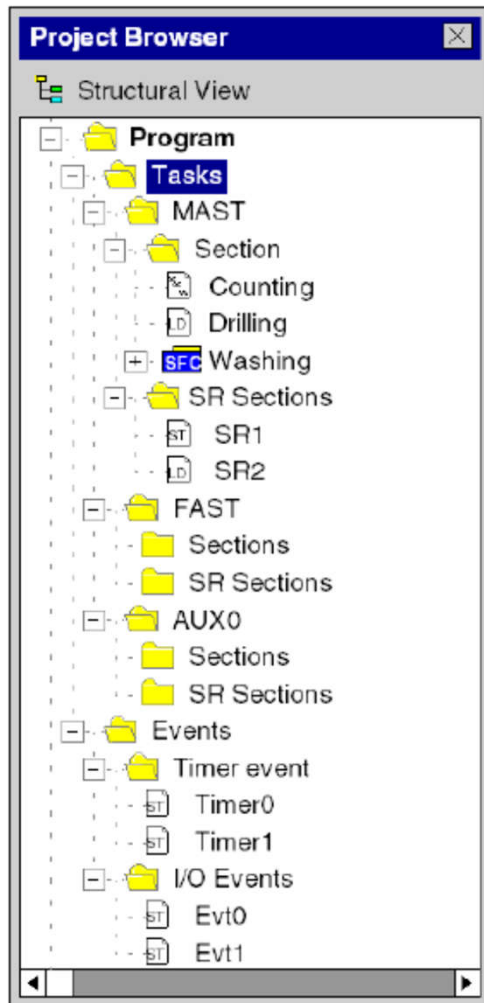 Project Browser
Structural View
Program
Tasks
MAST
Section
Counting
LD Drilling
SFC Washing
SR Sections
ST SR1
LD SR2
FAST
Sections
SR Sections
AUX0
Sections
SR Sections
Events
Timer event
ST Timer0
ST Timer1
I/O Events
ST Evt0
ST Evt1